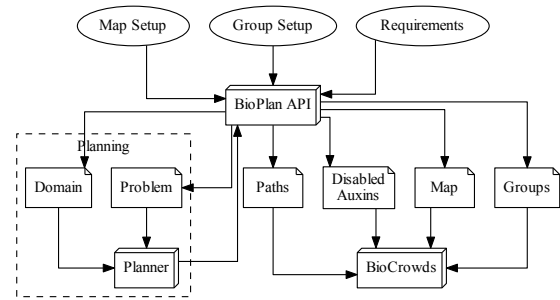 Map Setup
Group Setup
Requirements
BioPlan API
Planning
Domain
Problem
Paths
Disabled
Auxins
Map
Groups
Planner
BioCrowds